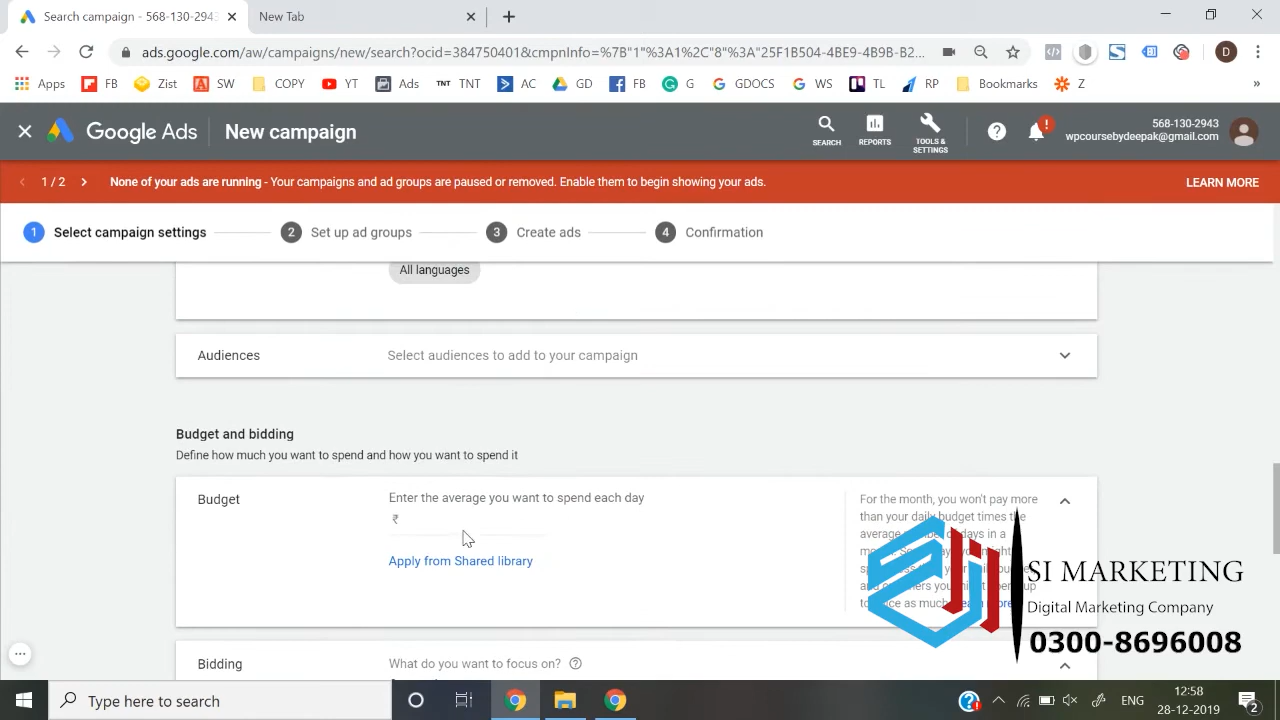 Search campaign - 568-130-2943
New Tab
ads.google.com/aw/campaigns/new/search?ocid=384750401&cmpnInfo=%7B"1"%3A1%2C"8"%3A"25F1B504-4BE9-4B9B-B2...
D
Apps FB Zist SW COPY YT Ads TNT TNT AC GD FB G GDOCS WS TL RP Bookmarks Z »
Google Ads New campaign
SEARCH
REPORTS
TOOLS &
SETTINGS
568-130-2943
wpcoursebydeepak@gmail.com
1 / 2 None of your ads are running - Your campaigns and ad groups are paused or removed. Enable them to begin showing your ads. LEARN MORE
1 Select campaign settings 2 Set up ad groups 3 Create ads 4 Confirmation
All languages
Audiences Select audiences to add to your campaign
Budget and bidding
Define how much you want to spend and how you want to spend it
Budget
Enter the average you want to spend each day
₹
Apply from Shared library
For the month, you won't pay more
than your daily budget times the
average
days in a
SI MARKETING
Digital Marketing Company
0300-8696008
Bidding What do you want to focus on?
Type here to search
ENG
12:58
28-12-2019
2